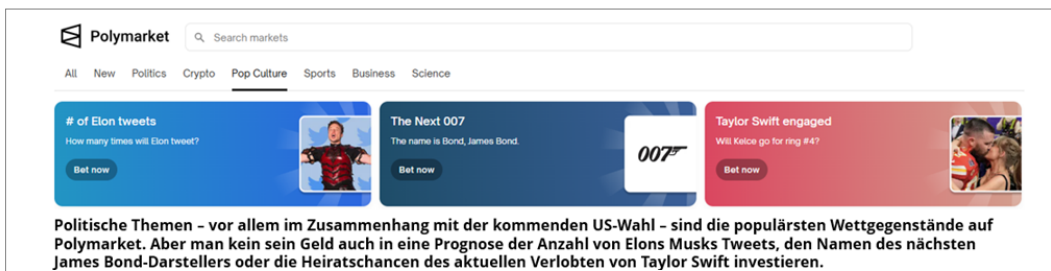 Polymarket
Search markets
All New Politics Crypto Pop Culture Sports Business Science
# of Elon tweets
How many times will Elon tweet?
Bet now
The Next 007
The name is Bond, James Bond.
Bet now
007
Taylor Swift engaged
Will Kelce go for ring #4?
Bet now
Politische Themen – vor allem im Zusammenhang mit der kommenden US-Wahl – sind die populärsten Wettgegenstände auf
Polymarket. Aber man kein sein Geld auch in eine Prognose der Anzahl von Elons Musks Tweets, den Namen des nächsten
James Bond-Darstellers oder die Heiratschancen des aktuellen Verlobten von Taylor Swift investieren.